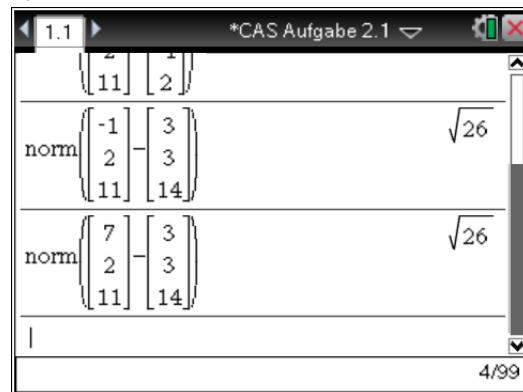 1.1 *CAS Aufgabe 2.1
11 2
norm([-1 2 11]-[3 3 14]) √26
norm([7 2 11]-[3 3 14]) √26
4/99